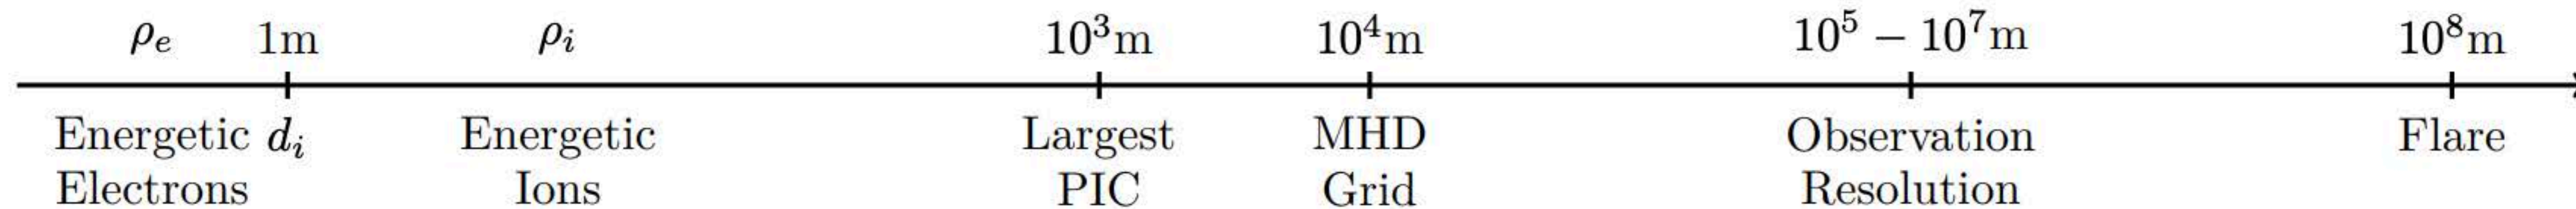 ρₑ 1m ρᵢ 10³m 10⁴m 10⁵ − 10⁷m 10⁸m
Energetic dᵢ Energetic Largest MHD Observation Flare
Electrons Ions PIC Grid Resolution